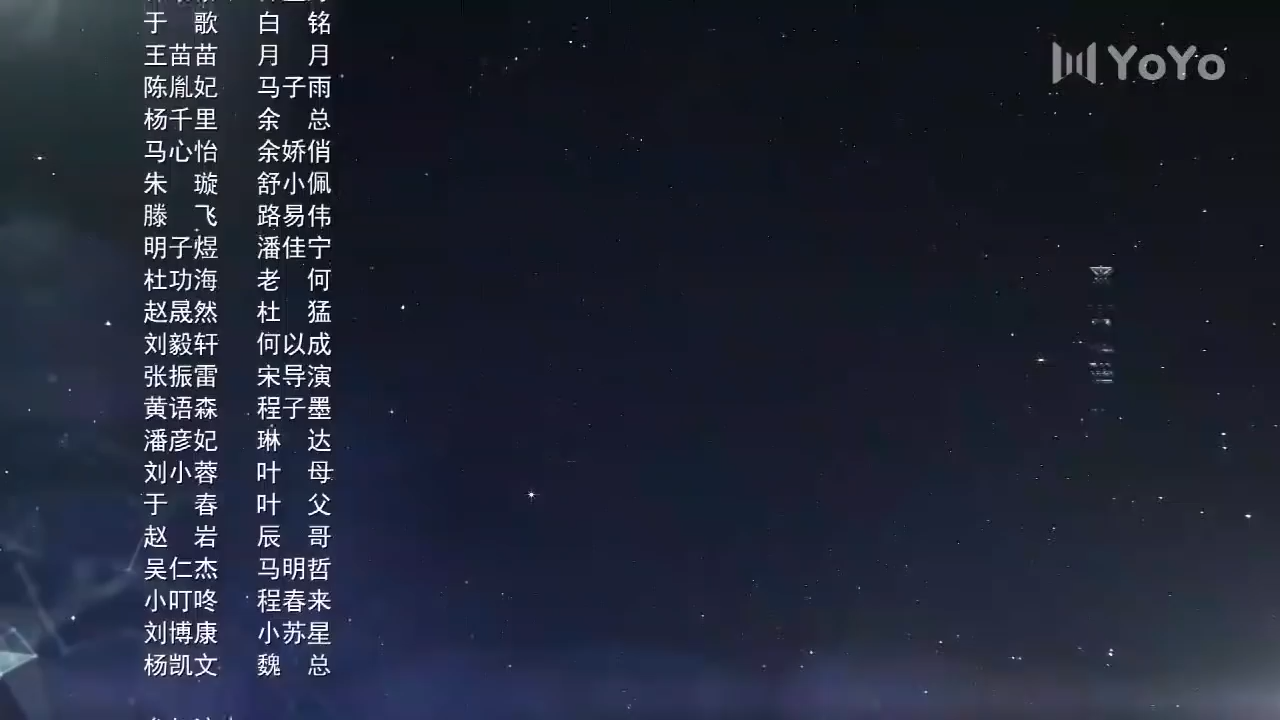 于 歌 白 铭
王苗苗 月 月
陈胤妃 马子雨
杨千里 余 总
马心怡 余娇俏
朱 璇 舒小佩
滕 飞 路易伟
明子煜 潘佳宁
杜功海 老 何
赵晟然 杜 猛
刘毅轩 何以成
张振雷 宋导演
黄语森 程子墨
潘彦妃 琳 达
刘小蓉 叶 母
于 春 叶 父
赵 岩 辰 哥
吴仁杰 马明哲
小叮咚 程春来
刘博康 小苏星
杨凯文 魏 总
YoYo